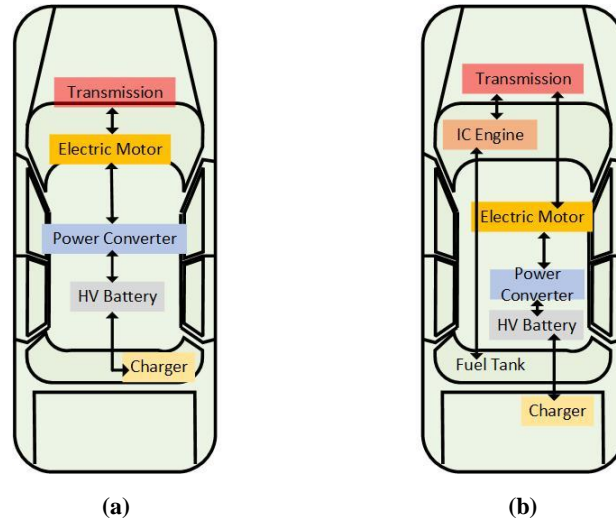 Transmission
Electric Motor
Power Converter
HV Battery
Charger
(a)
Transmission
IC Engine
Electric Motor
Power
Converter
HV Battery
Fuel Tank
Charger
(b)